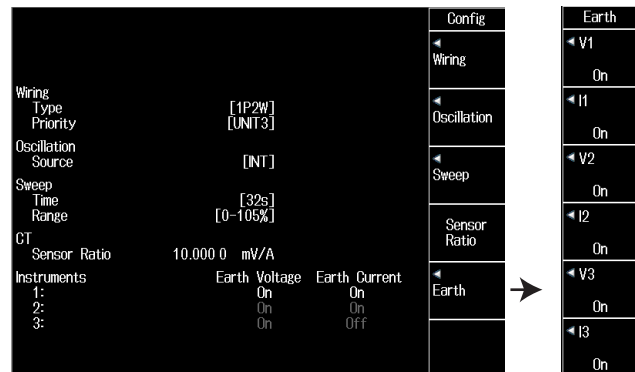 Config
Wiring
Oscillation
Sweep
Sensor
Ratio
Earth
Wiring
Type [1P2W]
Priority [UNIT3]
Oscillation
Source [INT]
Sweep
Time [32s]
Range [0-105%]
CT
Sensor Ratio 10.000 0 mV/A
Instruments Earth Voltage Earth Current
1: On On
2: On On
3: On Off
Earth
V1
On
I1
On
V2
On
I2
On
V3
On
I3
On